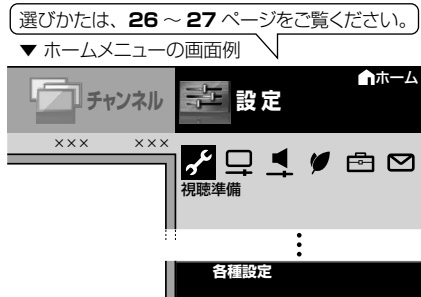 選びかたは、26～27ページをご覧ください。
▼ ホームメニューの画面例
ホーム
チャンネル
設定
××× ×××
視聴準備
各種設定